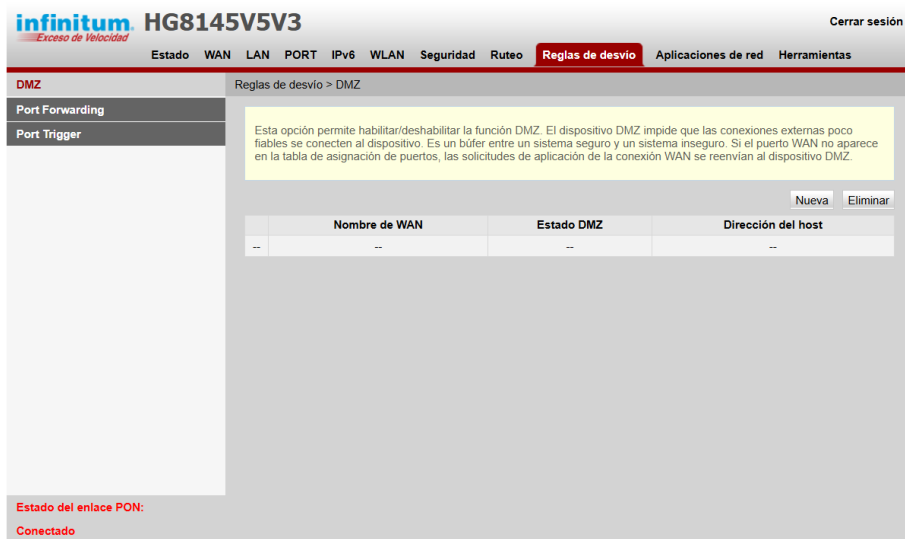 infinitum. HG8145V5V3
Exceso de Velocidad
Cerrar sesión
Estado WAN LAN PORT IPv6 WLAN Seguridad Ruteo Reglas de desvío Aplicaciones de red Herramientas
DMZ
Port Forwarding
Port Trigger
Reglas de desvío > DMZ
Esta opción permite habilitar/deshabilitar la función DMZ. El dispositivo DMZ impide que las conexiones externas poco
fiables se conecten al dispositivo. Es un búfer entre un sistema seguro y un sistema inseguro. Si el puerto WAN no aparece
en la tabla de asignación de puertos, las solicitudes de aplicación de la conexión WAN se reenvían al dispositivo DMZ.
Nueva Eliminar
Nombre de WAN Estado DMZ Dirección del host
-- -- -- --
Estado del enlace PON:
Conectado